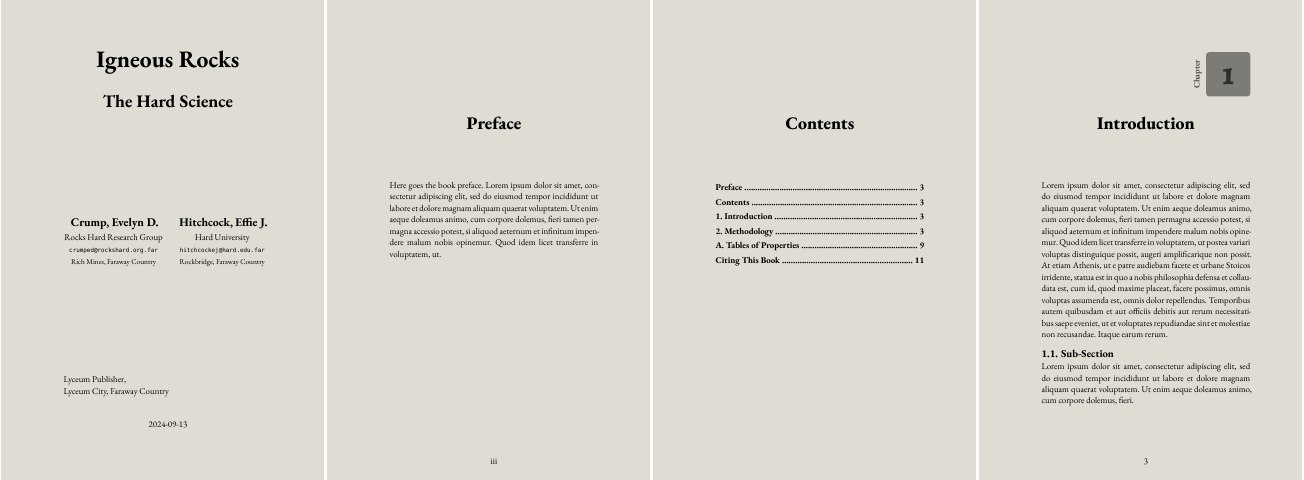 Igneous Rocks
The Hard Science
Crump, Evelyn D.
Rocks Hard Research Group
crumped@rockshard.org.far
Rich Mines, Faraway Country
Hitchcock, Effie J.
Hard University
hitchcockej@hard.edu.far
Rockbridge, Faraway Country
Lyceum Publisher,
Lyceum City, Faraway Country
2024-09-13
Preface
Here goes the book preface. Lorem ipsum dolor sit amet, con-
sectetur adipiscing elit, sed do eiusmod tempor incididunt ut
labore et dolore magnam aliquam quaerat voluptatem. Ut enim
aeque doleamus animo, cum corpore dolemus, fieri tamen per-
magna accessio potest, si aliquod aeternum et infinitum impen-
dere malum nobis opinemur. Quod idem licet transferre in
voluptatem, ut.
iii
Contents
Preface ........ 3
Contents ........ 3
1. Introduction ........ 3
2. Methodology ........ 3
A. Tables of Properties ........ 9
Citing This Book ........ 11
Chapter
1
Introduction
Lorem ipsum dolor sit amet, consectetur adipiscing elit, sed
do eiusmod tempor incididunt ut labore et dolore magnam
aliquam quaerat voluptatem. Ut enim aeque doleamus animo,
cum corpore dolemus, fieri tamen permagna accessio potest, si
aliquod aeternum et infinitum impendere malum nobis opine-
mur. Quod idem licet transferre in voluptatem, ut postea variari
voluptas distinguique possit, augeri amplificarique non possit.
At etiam Athenis, ut e patre audiebam facete et urbane Stoicos
irridente, statua est in quo a nobis philosophia defensa et collau-
data est, cum id, quod maxime placeat, facere possimus, omnis
voluptas assumenda est, omnis dolor repellendus. Temporibus
autem quibusdam et aut officiis debitis aut rerum necessitati-
bus saepe eveniet, ut et voluptates repudiandae sint et molestiae
non recusandae. Itaque earum rerum.
1.1. Sub-Section
Lorem ipsum dolor sit amet, consectetur adipiscing elit, sed
do eiusmod tempor incididunt ut labore et dolore magnam
aliquam quaerat voluptatem. Ut enim aeque doleamus animo,
cum corpore dolemus, fieri.
3